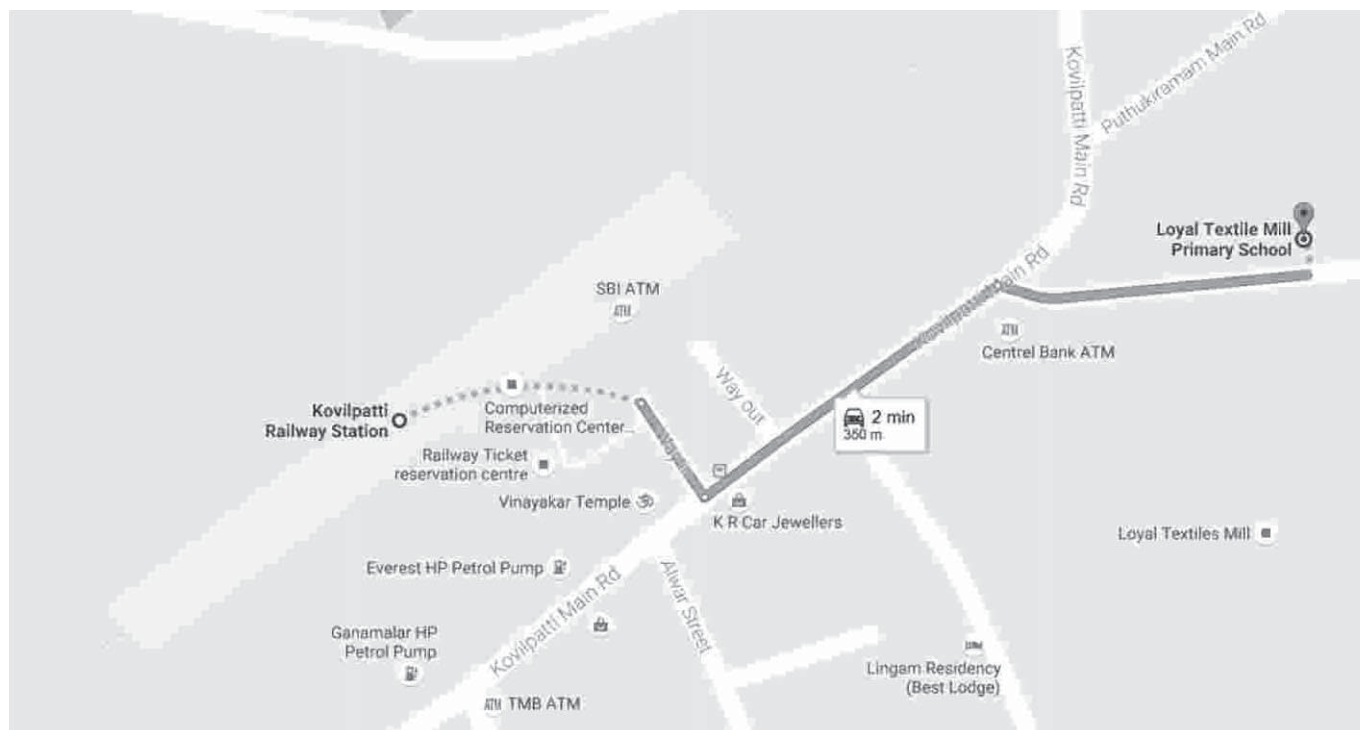 Puthukiramam Main Rd
Kovilpatti Main Rd
Loyal Textile Mill
Primary School
Kovilpatti Main Rd
SBI ATM
ATM
ATM
Centrel Bank ATM
Way out
Kovilpatti
Railway Station
Computerized
Reservation Center...
2 min
350 m
Railway Ticket
reservation centre
Vinayakar Temple
K R Car Jewellers
Loyal Textiles Mill
Everest HP Petrol Pump
Kovilpatti Main Rd
Alwar Street
Ganamalar HP
Petrol Pump
Lingam Residency
(Best Lodge)
ATM TMB ATM